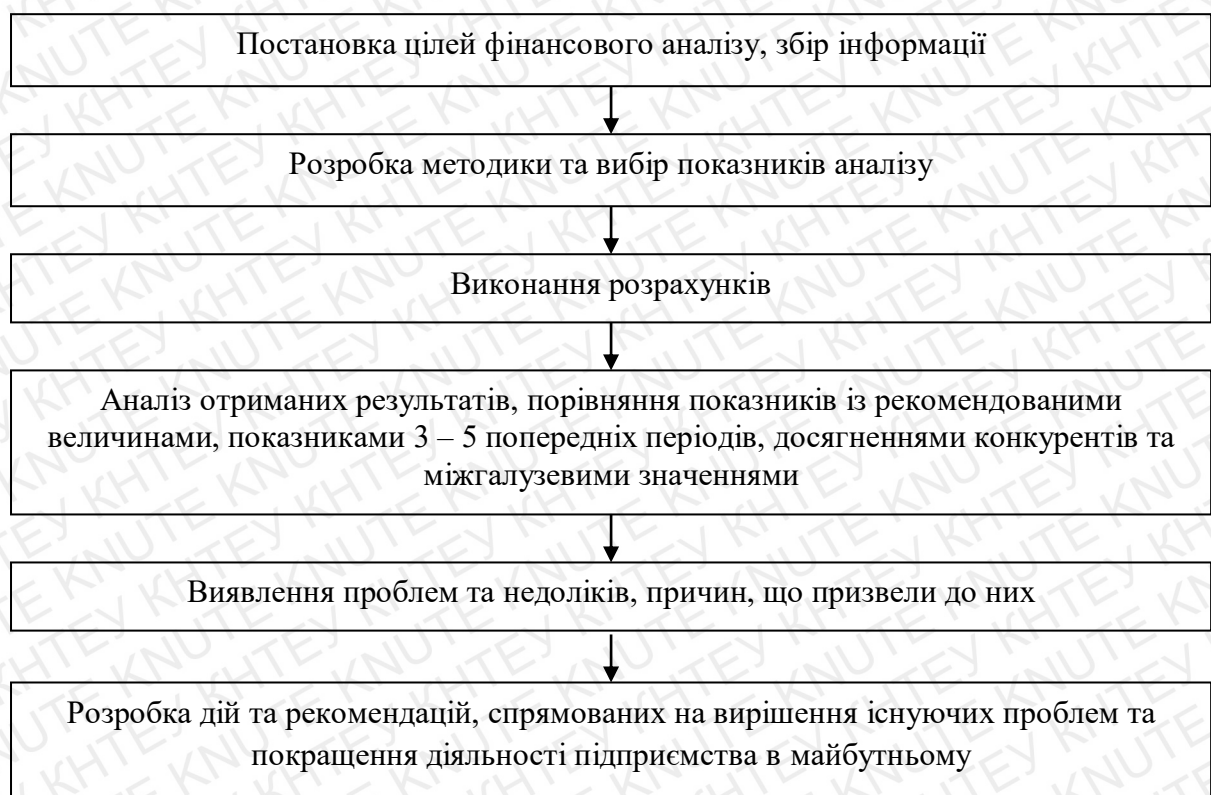 Постановка цілей фінансового аналізу, збір інформації
Розробка методики та вибір показників аналізу
Виконання розрахунків
Аналіз отриманих результатів, порівняння показників із рекомендованими
величинами, показниками 3 – 5 попередніх періодів, досягненнями конкурентів та
міжгалузевими значеннями
Виявлення проблем та недоліків, причин, що призвели до них
Розробка дій та рекомендацій, спрямованих на вирішення існуючих проблем та
покращення діяльності підприємства в майбутньому